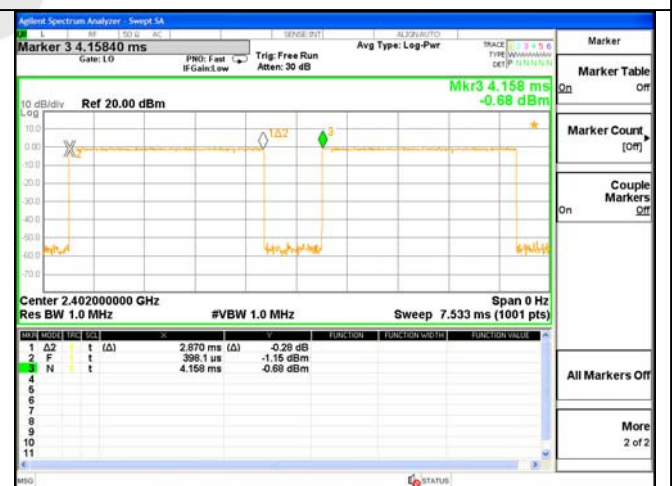 Agilent Spectrum Analyzer - Swept SA
L RF 50 Ω AC SENSE:INT ALIGN AUTO
Marker 3 4.15840 ms
Gate: LO
PNO: Fast
IFGain:Low
Trig: Free Run
Atten: 30 dB
Avg Type: Log-Pwr
TRACE 1 2 3 4 5 6
TYPE WWWWWW
DET P N N N N N
Mkr3 4.158 ms
-0.68 dBm
10 dB/div Ref 20.00 dBm
Log
10.0
0.00
-10.0
-20.0
-30.0
-40.0
-50.0
-60.0
-70.0
X2
1Δ2
3
Center 2.402000000 GHz Span 0 Hz
Res BW 1.0 MHz #VBW 1.0 MHz Sweep 7.533 ms (1001 pts)
MKR MODE TRC SCL X Y FUNCTION FUNCTION WIDTH FUNCTION VALUE
1 Δ2 t (Δ) 2.870 ms (Δ) -0.28 dB
2 F t 398.1 µs -1.15 dBm
3 N t 4.158 ms -0.68 dBm
4
5
6
7
8
9
10
11
MSG STATUS
Marker
Marker Table
On Off
Marker Count
[Off]
Couple
Markers
On Off
All Markers Off
More
2 of 2